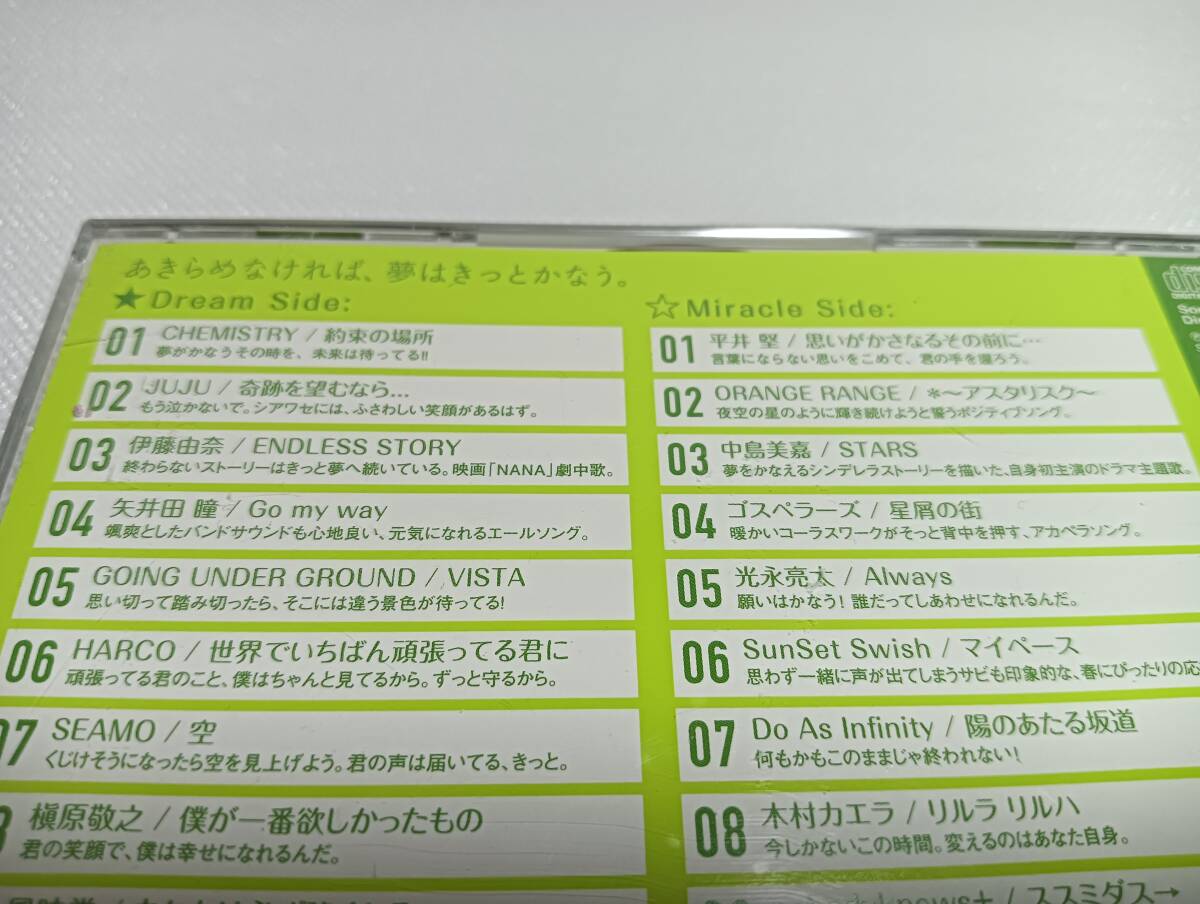 あきらめなければ、夢はきっとかなう。
★Dream Side:
01 CHEMISTRY / 約束の場所
夢がかなうその時を、未来は待ってる!!
02 JUJU / 奇跡を望むなら…
もう泣かないで。シアワセには、ふさわしい笑顔があるはず。
03 伊藤由奈 / ENDLESS STORY
終わらないストーリーはきっと夢へ続いている。映画「NANA」劇中歌。
04 矢井田 瞳 / Go my way
颯爽としたバンドサウンドも心地良い、元気になれるエールソング。
05 GOING UNDER GROUND / VISTA
思い切って踏み切ったら、そこには違う景色が待ってる!
06 HARCO / 世界でいちばん頑張ってる君に
頑張ってる君のこと、僕はちゃんと見てるから。ずっと守るから。
07 SEAMO / 空
くじけそうになったら空を見上げよう。君の声は届いてる、きっと。
槇原敬之 / 僕が一番欲しかったもの
君の笑顔で、僕は幸せになれるんだ。
☆Miracle Side:
01 平井 堅 / 思いがかさなるその前に…
言葉にならない思いをこめて、君の手を握ろう。
02 ORANGE RANGE / *~アスタリスク~
夜空の星のように輝き続けようと誓うポジティブソング。
03 中島美嘉 / STARS
夢をかなえるシンデレラストーリーを描いた、自身初主演のドラマ主題歌。
04 ゴスペラーズ / 星屑の街
暖かいコーラスワークがそっと背中を押す、アカペラソング。
05 光永亮太 / Always
願いはかなう! 誰だってしあわせになれるんだ。
06 SunSet Swish / マイペース
思わず一緒に声が出てしまうサビも印象的な、春にぴったりの応
07 Do As Infinity / 陽のあたる坂道
何もかもこのままじゃ終われない!
08 木村カエラ / リルラ リルハ
今しかないこの時間。変えるのはあなた自身。
/ ススミダス→